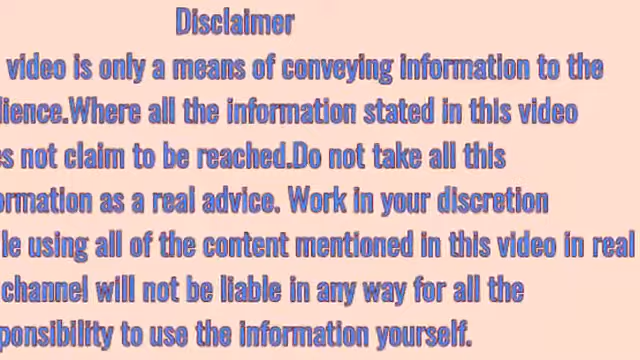 Disclaimer
video is only a means of conveying information to the
dience.Where all the information stated in this video
es not claim to be reached.Do not take all this
ormation as a real advice. Work in your discretion
le using all of the content mentioned in this video in real
channel will not be liable in any way for all the
ponsibility to use the information yourself.